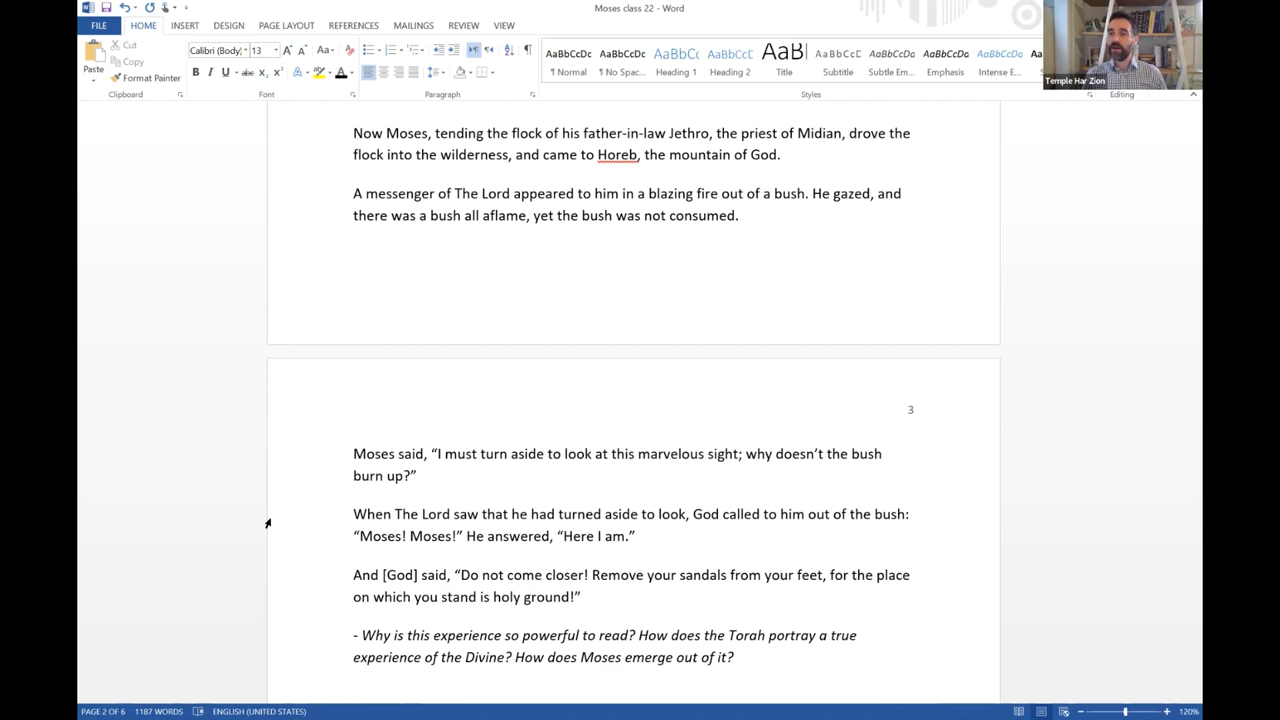 Moses class 22 - Word
FILE HOME INSERT DESIGN PAGE LAYOUT REFERENCES MAILINGS REVIEW VIEW
Paste
Cut
Copy
Format Painter
Clipboard
Calibri (Body) 13
Font
Paragraph
AaBbCcDc AaBbCcDc AaBbC( AaBbCcC AaB AaBbCcDc AaBbCcDc AaBbCcDc AaBbCcDc
¶ Normal ¶ No Spac... Heading 1 Heading 2 Title Subtitle Subtle Em... Emphasis Intense E...
Styles
Editing
Temple Har Zion
Now Moses, tending the flock of his father-in-law Jethro, the priest of Midian, drove the
flock into the wilderness, and came to Horeb, the mountain of God.
A messenger of The Lord appeared to him in a blazing fire out of a bush. He gazed, and
there was a bush all aflame, yet the bush was not consumed.
3
Moses said, “I must turn aside to look at this marvelous sight; why doesn’t the bush
burn up?”
When The Lord saw that he had turned aside to look, God called to him out of the bush:
“Moses! Moses!” He answered, “Here I am.”
And [God] said, “Do not come closer! Remove your sandals from your feet, for the place
on which you stand is holy ground!”
- Why is this experience so powerful to read? How does the Torah portray a true
experience of the Divine? How does Moses emerge out of it?
PAGE 2 OF 6 1187 WORDS ENGLISH (UNITED STATES) 120%